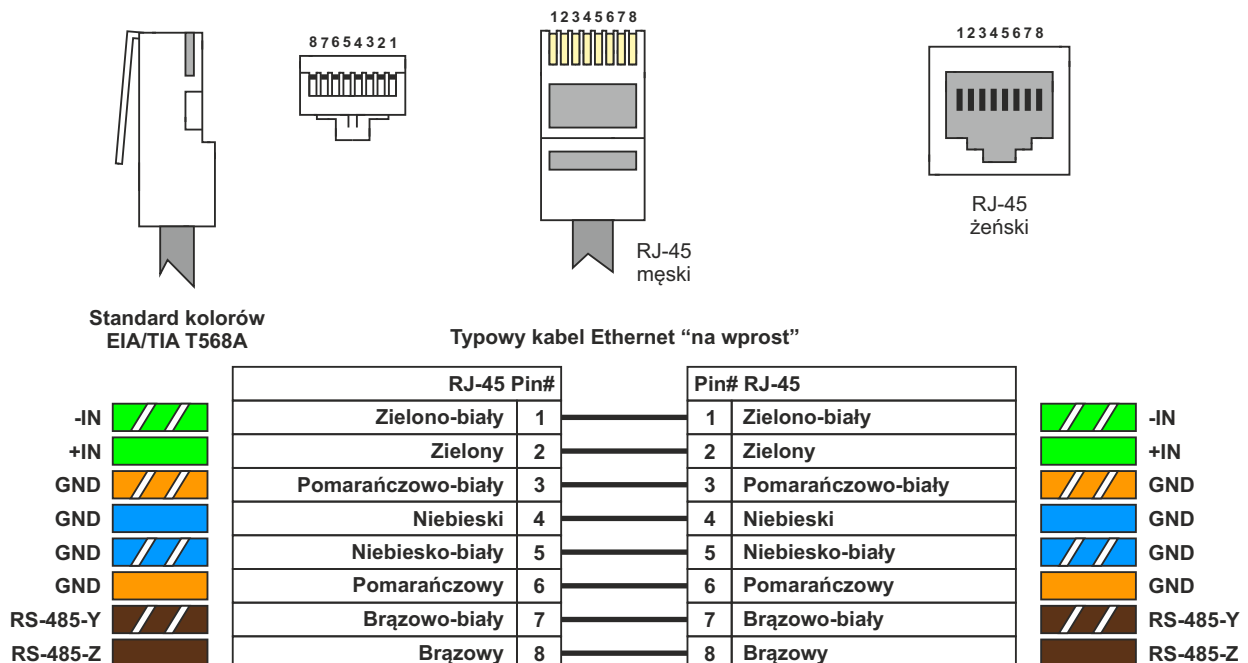 12345678
87654321
12345678
RJ-45
męski
RJ-45
żeński
Standard kolorów
EIA/TIA T568A
Typowy kabel Ethernet “na wprost”
RJ-45 Pin# Pin# RJ-45
-IN Zielono-biały 1 1 Zielono-biały -IN
+IN Zielony 2 2 Zielony +IN
GND Pomarańczowo-biały 3 3 Pomarańczowo-biały GND
GND Niebieski 4 4 Niebieski GND
GND Niebiesko-biały 5 5 Niebiesko-biały GND
GND Pomarańczowy 6 6 Pomarańczowy GND
RS-485-Y Brązowo-biały 7 7 Brązowo-biały RS-485-Y
RS-485-Z Brązowy 8 8 Brązowy RS-485-Z